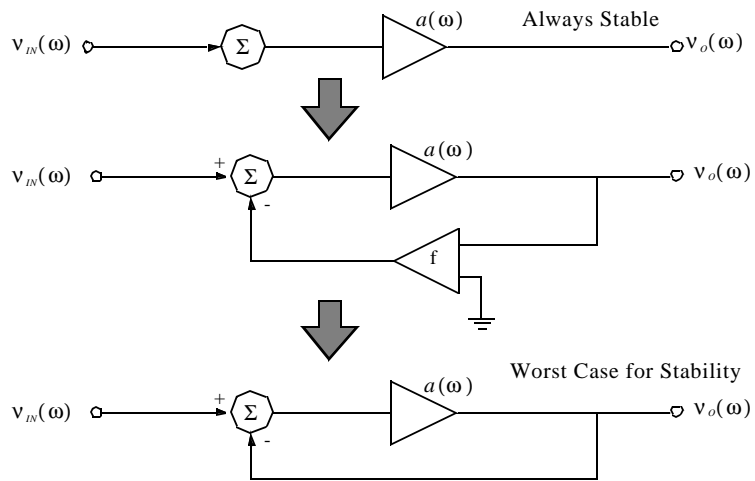 a(ω) Always Stable
ν_IN(ω) Σ ν_O(ω)
a(ω)
ν_IN(ω) + Σ ν_O(ω)
-
f
Worst Case for Stability
a(ω)
ν_IN(ω) + Σ ν_O(ω)
-